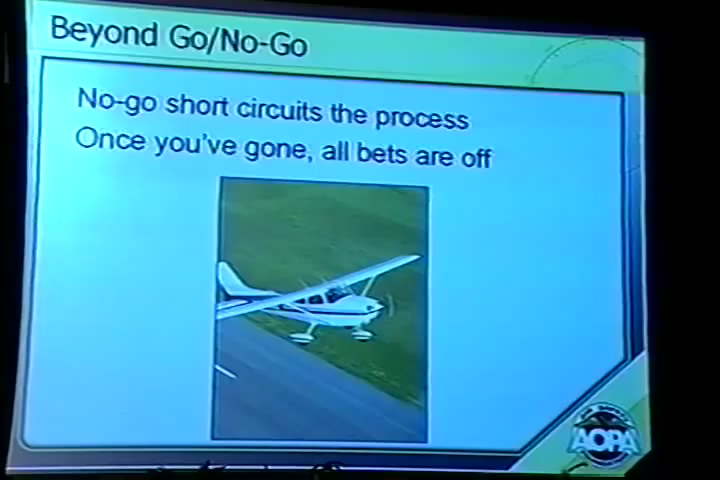 Beyond Go/No-Go
No-go short circuits the process
Once you've gone, all bets are off
AOPA